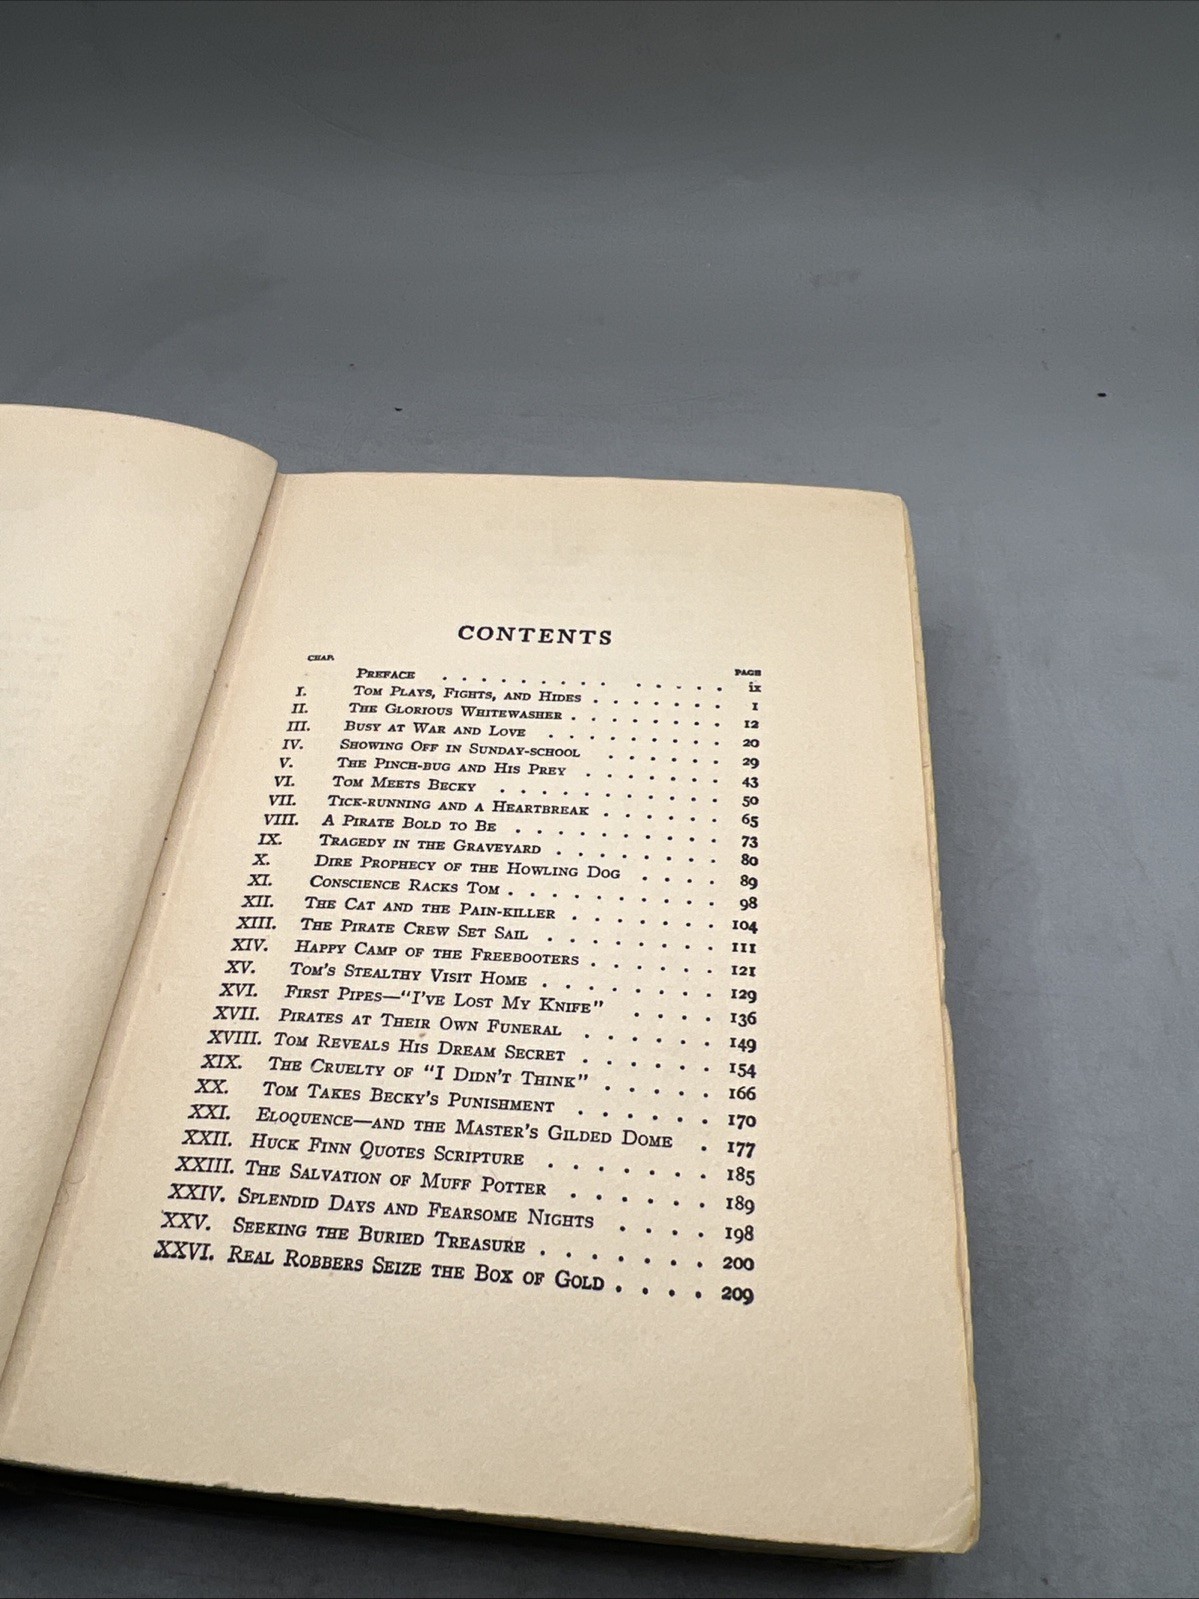 CONTENTS
CHAP. PAGE
PREFACE . . . . . . . . . . . . . . ix
I. TOM PLAYS, FIGHTS, AND HIDES . . . . . . . 1
II. THE GLORIOUS WHITEWASHER . . . . . . . 12
III. BUSY AT WAR AND LOVE . . . . . . . . . 20
IV. SHOWING OFF IN SUNDAY-SCHOOL . . . . . . 29
V. THE PINCH-BUG AND HIS PREY . . . . . . . 43
VI. TOM MEETS BECKY . . . . . . . . . . . 50
VII. TICK-RUNNING AND A HEARTBREAK . . . . . . 65
VIII. A PIRATE BOLD TO BE . . . . . . . . . . 73
IX. TRAGEDY IN THE GRAVEYARD . . . . . . . . 80
X. DIRE PROPHECY OF THE HOWLING DOG . . . . 89
XI. CONSCIENCE RACKS TOM . . . . . . . . . 98
XII. THE CAT AND THE PAIN-KILLER . . . . . . . 104
XIII. THE PIRATE CREW SET SAIL . . . . . . . . 111
XIV. HAPPY CAMP OF THE FREEBOOTERS . . . . . . 121
XV. TOM'S STEALTHY VISIT HOME . . . . . . . . 129
XVI. FIRST PIPES—"I'VE LOST MY KNIFE" . . . . 136
XVII. PIRATES AT THEIR OWN FUNERAL . . . . . . 149
XVIII. TOM REVEALS HIS DREAM SECRET . . . . . . 154
XIX. THE CRUELTY OF "I DIDN'T THINK" . . . . . 166
XX. TOM TAKES BECKY'S PUNISHMENT . . . . . . 170
XXI. ELOQUENCE—AND THE MASTER'S GILDED DOME . 177
XXII. HUCK FINN QUOTES SCRIPTURE . . . . . . . 185
XXIII. THE SALVATION OF MUFF POTTER . . . . . . 189
XXIV. SPLENDID DAYS AND FEARSOME NIGHTS . . . . 198
XXV. SEEKING THE BURIED TREASURE . . . . . . . 200
XXVI. REAL ROBBERS SEIZE THE BOX OF GOLD . . . . 209